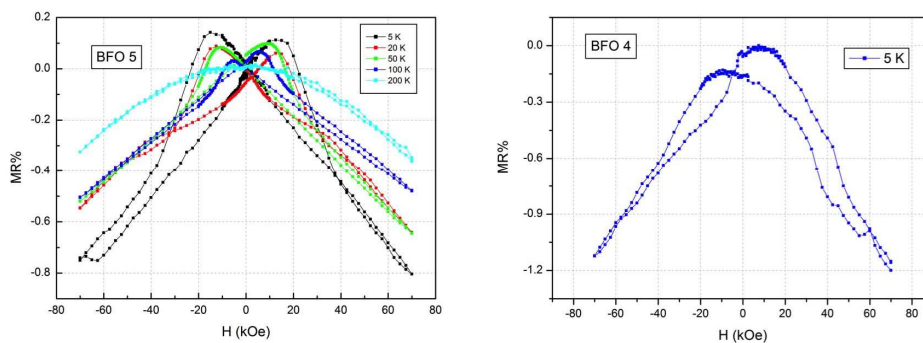 BFO 5
5 K
20 K
50 K
100 K
200 K
MR%
0.2
0.0
-0.2
-0.4
-0.6
-0.8
-80 -60 -40 -20 0 20 40 60 80
H (kOe)
BFO 4
5 K
MR%
0.0
-0.3
-0.6
-0.9
-1.2
-80 -60 -40 -20 0 20 40 60 80
H (kOe)